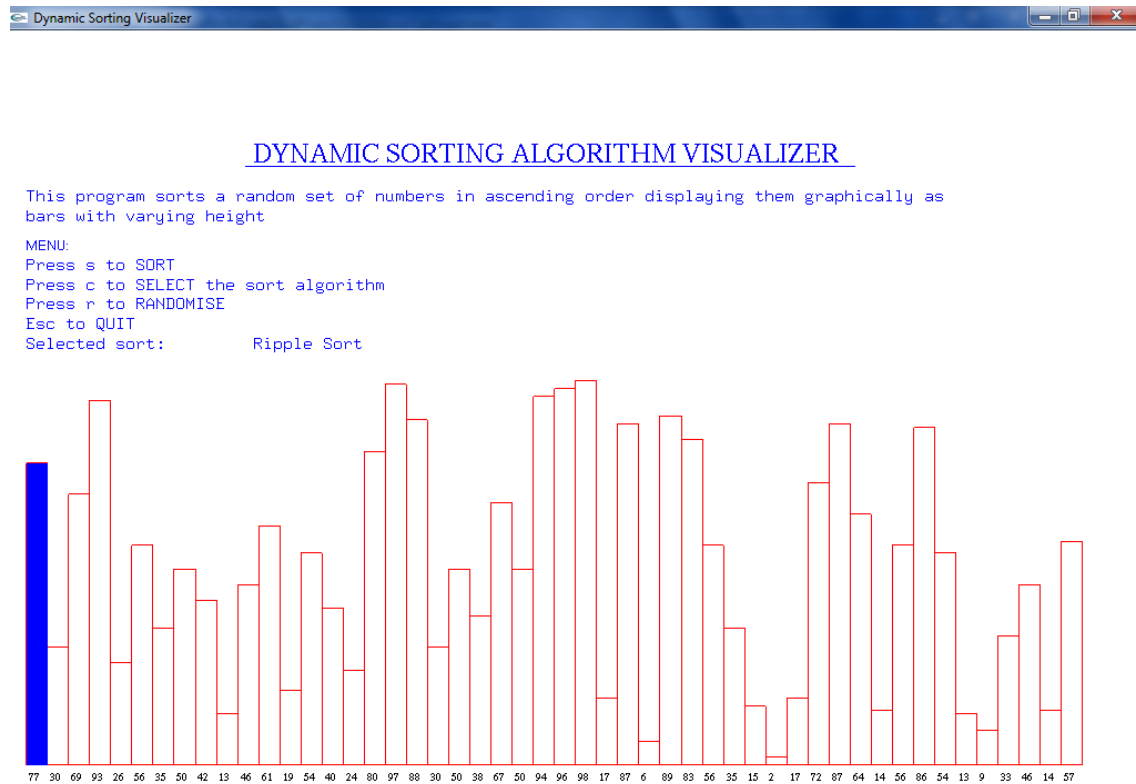 Dynamic Sorting Visualizer
DYNAMIC SORTING ALGORITHM VISUALIZER
This program sorts a random set of numbers in ascending order displaying them graphically as
bars with varying height
MENU:
Press s to SORT
Press c to SELECT the sort algorithm
Press r to RANDOMISE
Esc to QUIT
Selected sort: Ripple Sort
77 30 69 93 26 56 35 50 42 13 46 61 19 54 40 24 80 97 88 30 50 38 67 50 94 96 98 17 87 6 89 83 56 35 15 2 17 72 87 64 14 56 86 54 13 9 33 46 14 57